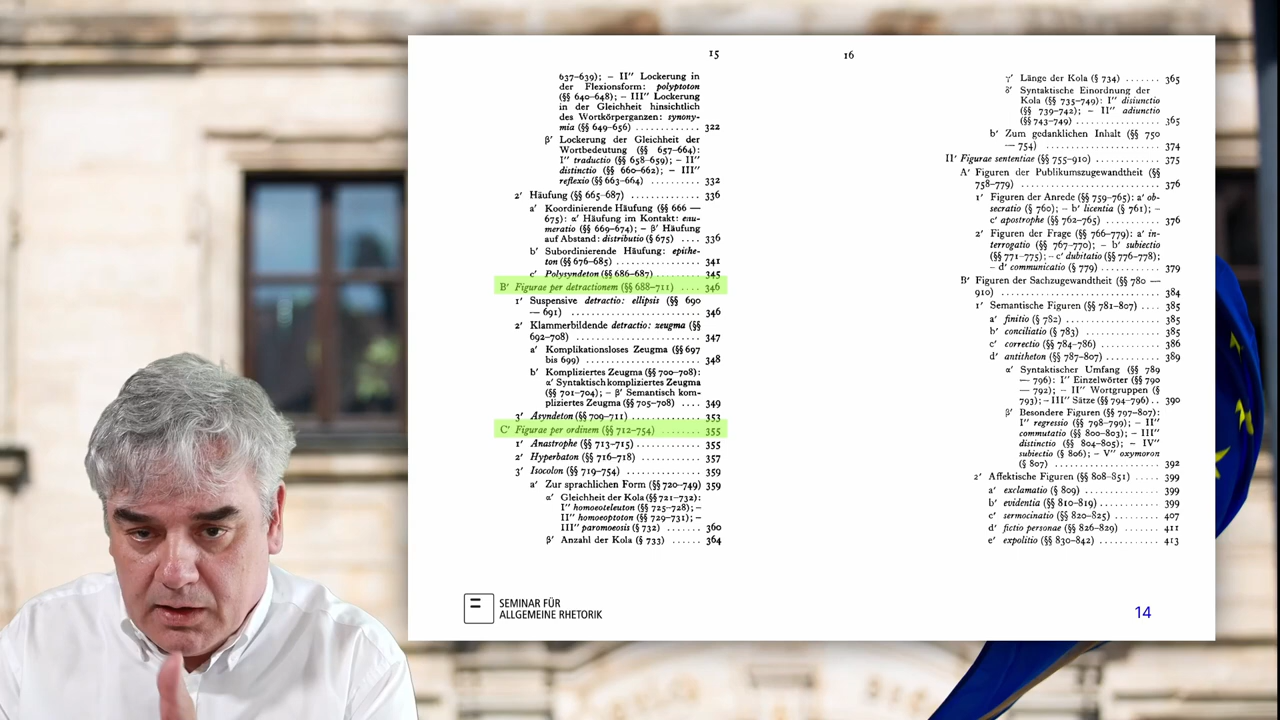 15
637–639); – II″ Lockerung in
der Flexionsform: polyptoton
(§§ 640–648); – III″ Lockerung
in der Gleichheit hinsichtlich
des Wortkörperganzen: synony-
mia (§§ 649–656) ............ 322
β′ Lockerung der Gleichheit der
Wortbedeutung (§§ 657–664):
I″ traductio (§§ 658–659); – II″
distinctio (§§ 660–662); – III″
reflexio (§§ 663–664) ......... 332
2′ Häufung (§§ 665–687) ............ 336
a′ Koordinierende Häufung (§§ 666 —
675): α′ Häufung im Kontakt: enu-
meratio (§§ 669–674); – β′ Häufung
auf Abstand: distributio (§ 675) .... 336
b′ Subordinierende Häufung: epithe-
ton (§§ 676–685) ................ 341
c′ Polysyndeton (§§ 686–687) ....... 345
B′ Figurae per detractionem (§§ 688–711) .... 346
1′ Suspensive detractio: ellipsis (§§ 690
— 691) ........................ 346
2′ Klammerbildende detractio: zeugma (§§
692–708) ........................ 347
a′ Komplikationsloses Zeugma (§§ 697
bis 699) ........................ 348
b′ Kompliziertes Zeugma (§§ 700–708):
α′ Syntaktisch kompliziertes Zeugma
(§§ 701–704); – β′ Semantisch kom-
pliziertes Zeugma (§§ 705–708) .... 349
3′ Asyndeton (§§ 709–711) ............ 353
C′ Figurae per ordinem (§§ 712–754) ........ 355
1′ Anastrophe (§§ 713–715) ............ 355
2′ Hyperbaton (§§ 716–718) ........... 357
3′ Isocolon (§§ 719–754) .............. 359
a′ Zur sprachlichen Form (§§ 720–749) 359
α′ Gleichheit der Kola (§§ 721–732):
I″ homoeoteleuton (§§ 725–728); –
II″ homoeoptoton (§§ 729–731); –
III″ paromoeosis (§ 732) ....... 360
β′ Anzahl der Kola (§ 733) ...... 364
16
γ′ Länge der Kola (§ 734) ....... 365
δ′ Syntaktische Einordnung der
Kola (§§ 735–749): I″ disiunctio
(§§ 739–742); – II″ adiunctio
(§§ 743–749) ................. 365
b′ Zum gedanklichen Inhalt (§§ 750
— 754) ......................... 374
II′ Figurae sententiae (§§ 755–910) ............ 375
A′ Figuren der Publikumszugewandtheit (§§
758–779) ......................... 376
1′ Figuren der Anrede (§§ 759–765): a′ ob-
secratio (§ 760); – b′ licentia (§ 761); –
c′ apostrophe (§§ 762–765) .......... 376
2′ Figuren der Frage (§§ 766–779): a′ in-
terrogatio (§§ 767–770); – b′ subiectio
(§§ 771–775); – c′ dubitatio (§§ 776–778);
– d′ communicatio (§ 779) ........... 379
B′ Figuren der Sachzugewandtheit (§§ 780 —
910) ............................. 384
1′ Semantische Figuren (§§ 781–807) .... 385
a′ finitio (§ 782) ................. 385
b′ conciliatio (§ 783) .............. 385
c′ correctio (§§ 784–786) ........... 386
d′ antitheton (§§ 787–807) .......... 389
α′ Syntaktischer Umfang (§§ 789
— 796): I″ Einzelwörter (§§ 790
— 792); – II″ Wortgruppen (§
793); – III″ Sätze (§§ 794–796) .. 390
β′ Besondere Figuren (§§ 797–807):
I″ regressio (§§ 798–799); – II″
commutatio (§§ 800–803); – III″
distinctio (§§ 804–805); – IV″
subiectio (§ 806); – V″ oxymoron
(§ 807) ...................... 392
2′ Affektische Figuren (§§ 808–851) ..... 399
a′ exclamatio (§ 809) .............. 399
b′ evidentia (§§ 810–819) ........... 399
c′ sermocinatio (§§ 820–825) ........ 407
d′ fictio personae (§§ 826–829) ...... 411
e′ expolitio (§§ 830–842) ........... 413
SEMINAR FÜR
ALLGEMEINE RHETORIK
14